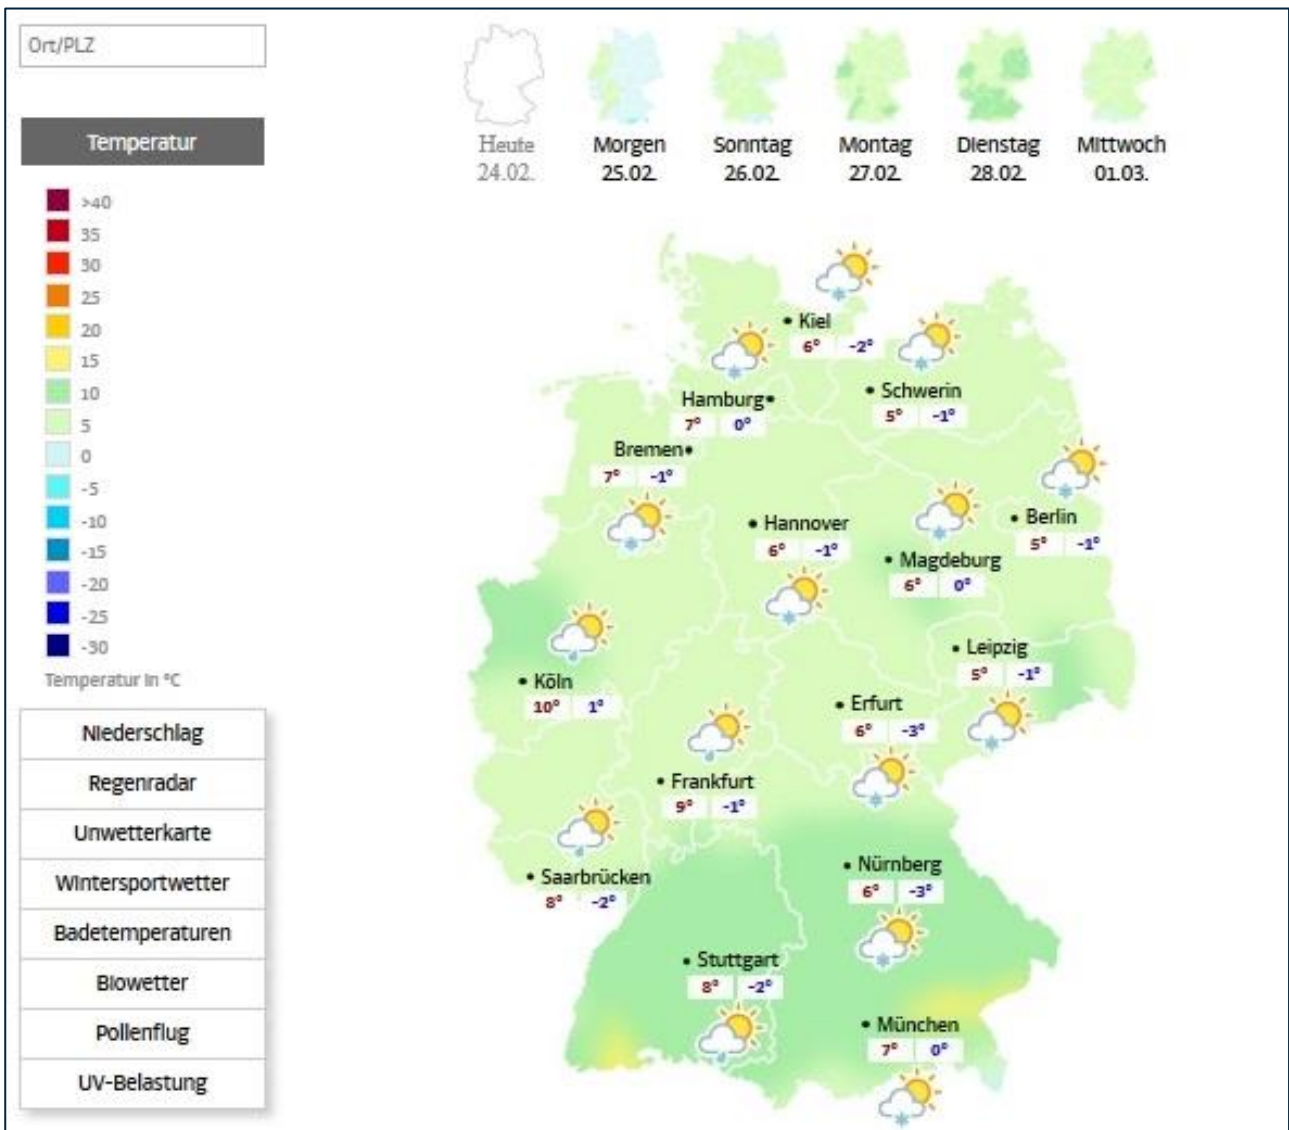 Ort/PLZ
Heute
24.02.
Morgen
25.02.
Sonntag
26.02.
Montag
27.02.
Dienstag
28.02.
Mittwoch
01.03.
Temperatur
>40
35
30
25
20
15
10
5
0
-5
-10
-15
-20
-25
-30
Temperatur in °C
Niederschlag
Regenradar
Unwetterkarte
Wintersportwetter
Badetemperaturen
Biowetter
Pollenflug
UV-Belastung
Kiel
6° -2°
Schwerin
5° -1°
Hamburg
7° 0°
Bremen
7° -1°
Hannover
6° -1°
Berlin
5° -1°
Magdeburg
6° 0°
Leipzig
5° -1°
Köln
10° 1°
Erfurt
6° -3°
Frankfurt
9° -1°
Saarbrücken
8° -2°
Nürnberg
6° -3°
Stuttgart
8° -2°
München
7° 0°